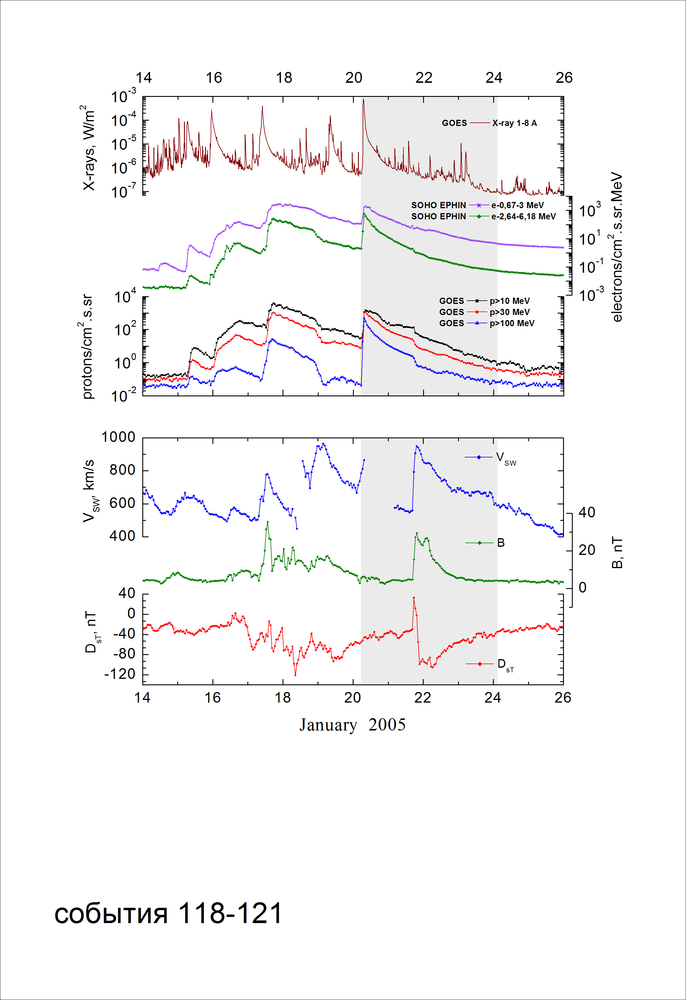 14 16 18 20 22 24 26
X-rays, W/m2
10-3
10-4
10-5
10-6
10-7
GOES X-ray 1-8 A
SOHO EPHIN e-0,67-3 MeV
SOHO EPHIN e-2,64-6,18 MeV
electrons/cm2.s.sr.MeV
103
101
10-1
10-3
protons/cm2.s.sr
104
102
100
10-2
GOES p>10 MeV
GOES p>30 MeV
GOES p>100 MeV
VSW, km/s
1000
800
600
400
VSW
B, nT
40
20
0
B
DsT, nT
40
0
-40
-80
-120
DsT
14 16 18 20 22 24 26
January 2005
события 118-121